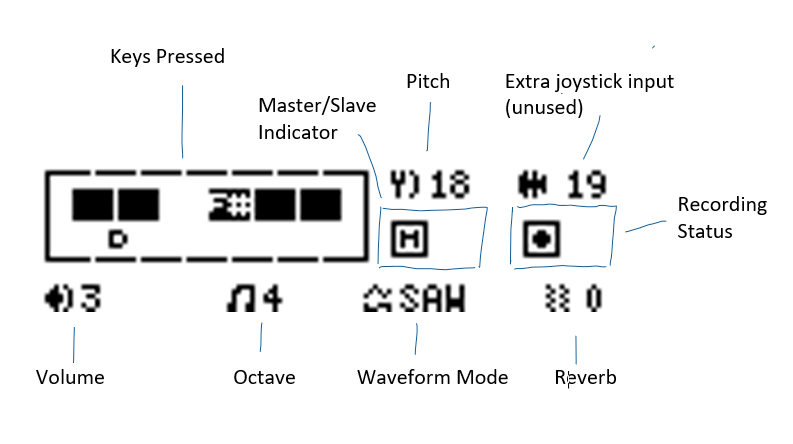 Keys Pressed
Pitch
Extra joystick input
(unused)
Master/Slave
Indicator
18
19
F#
D
M
Recording
Status
3
4
SAW
0
Volume
Octave
Waveform Mode
Reverb